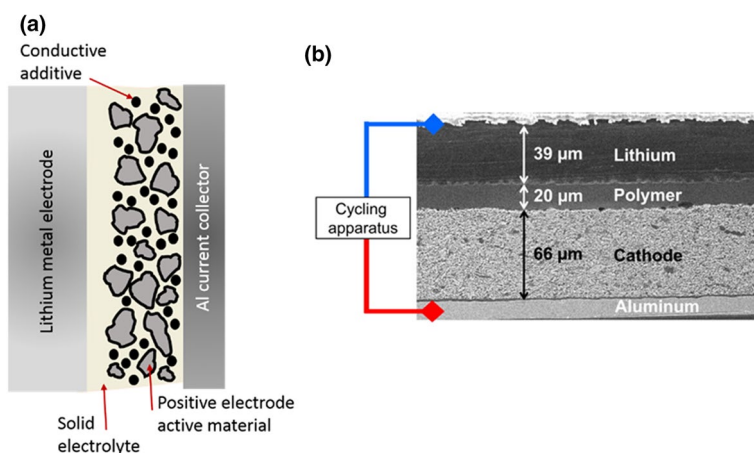 (a)
Conductive
additive
Lithium metal electrode
Al current collector
Solid
electrolyte
Positive electrode
active material
(b)
Cycling
apparatus
39 µm Lithium
20 µm Polymer
66 µm Cathode
Aluminum